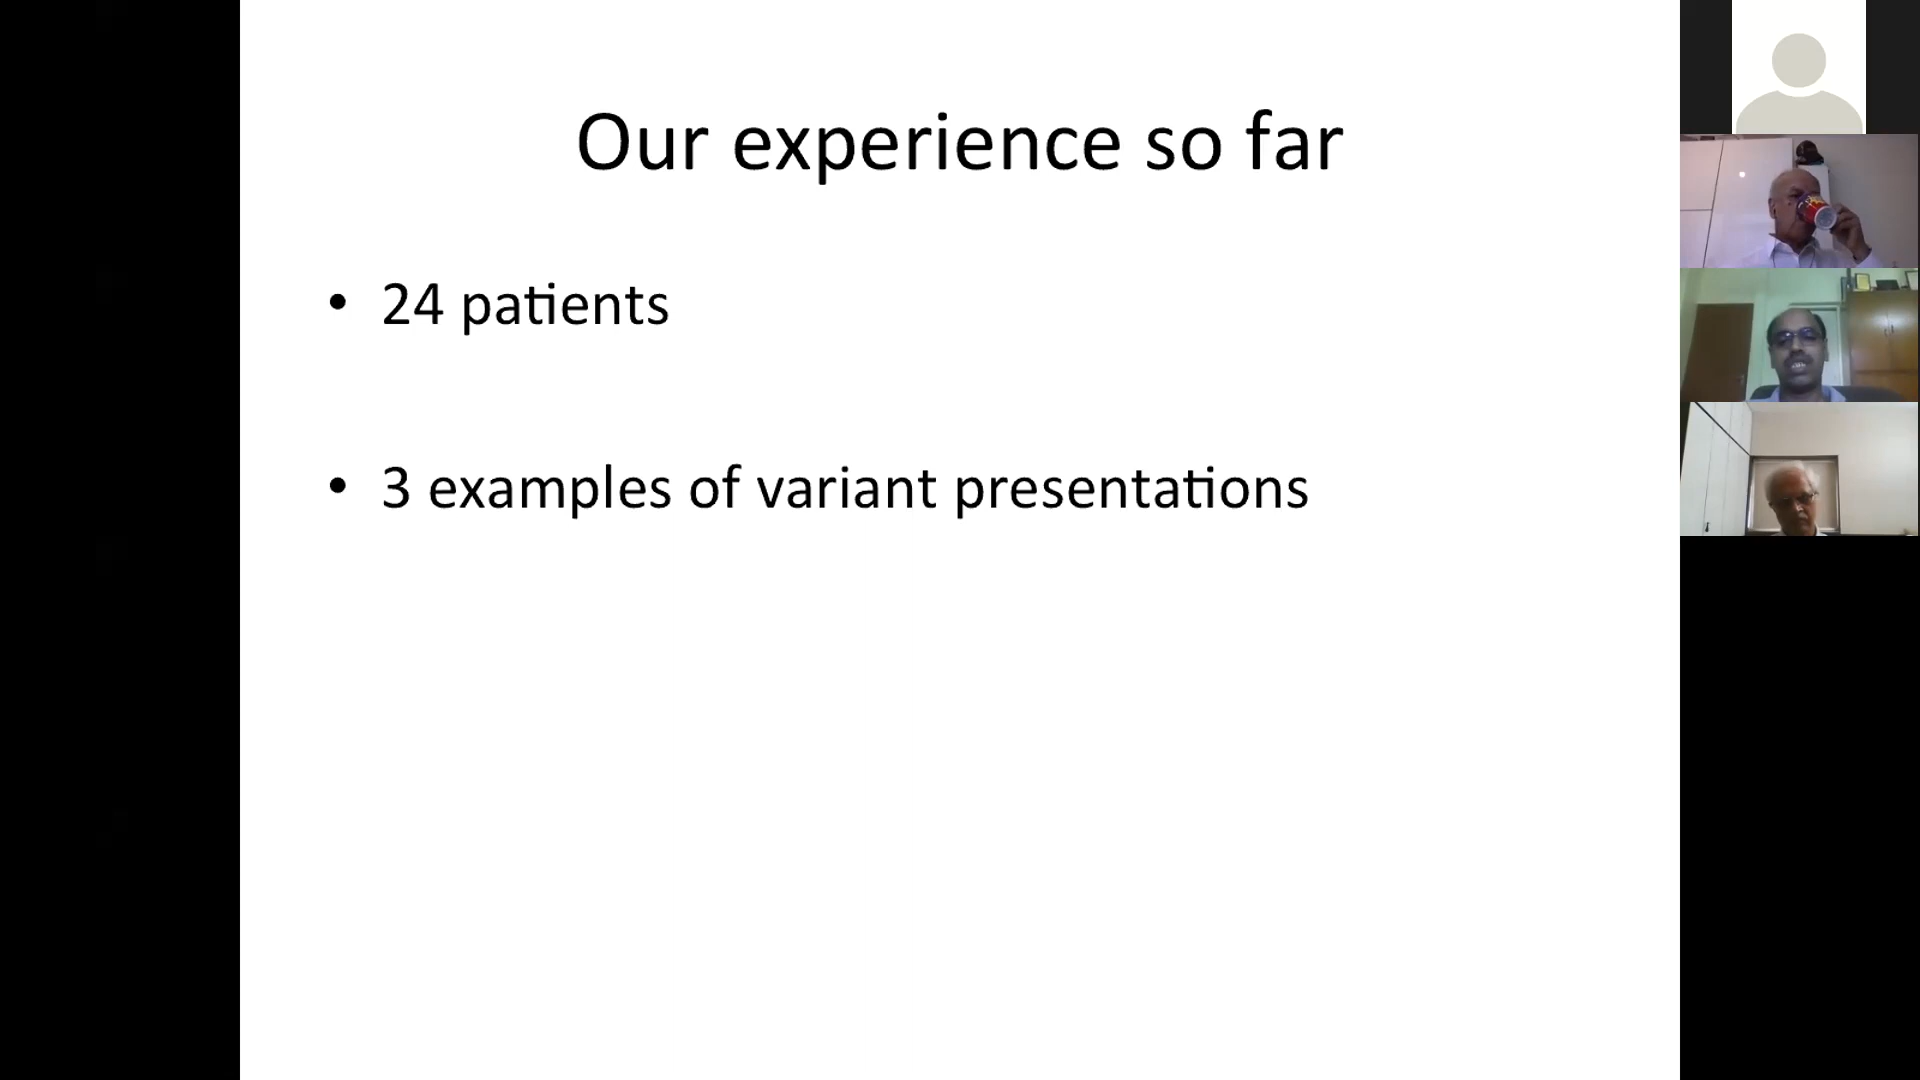 Our experience so far
• 24 patients
• 3 examples of variant presentations